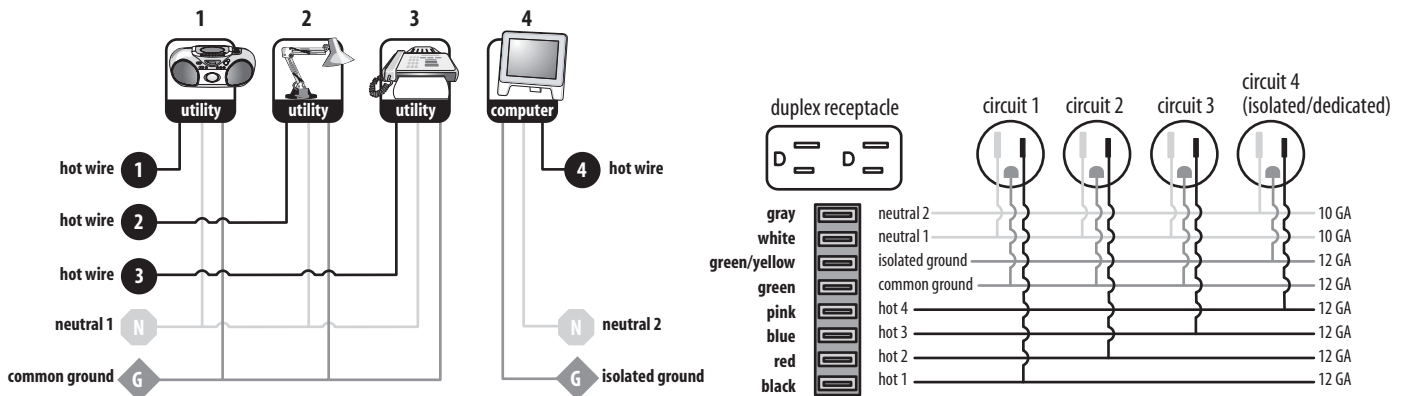 1 2 3 4
utility utility utility computer
hot wire 1
4 hot wire
hot wire 2
hot wire 3
neutral 1 N
N neutral 2
common ground G
G isolated ground
duplex receptacle
circuit 1 circuit 2 circuit 3
circuit 4
(isolated/dedicated)
D D
gray neutral 2 10 GA
white neutral 1 10 GA
green/yellow isolated ground 12 GA
green common ground 12 GA
pink hot 4 12 GA
blue hot 3 12 GA
red hot 2 12 GA
black hot 1 12 GA